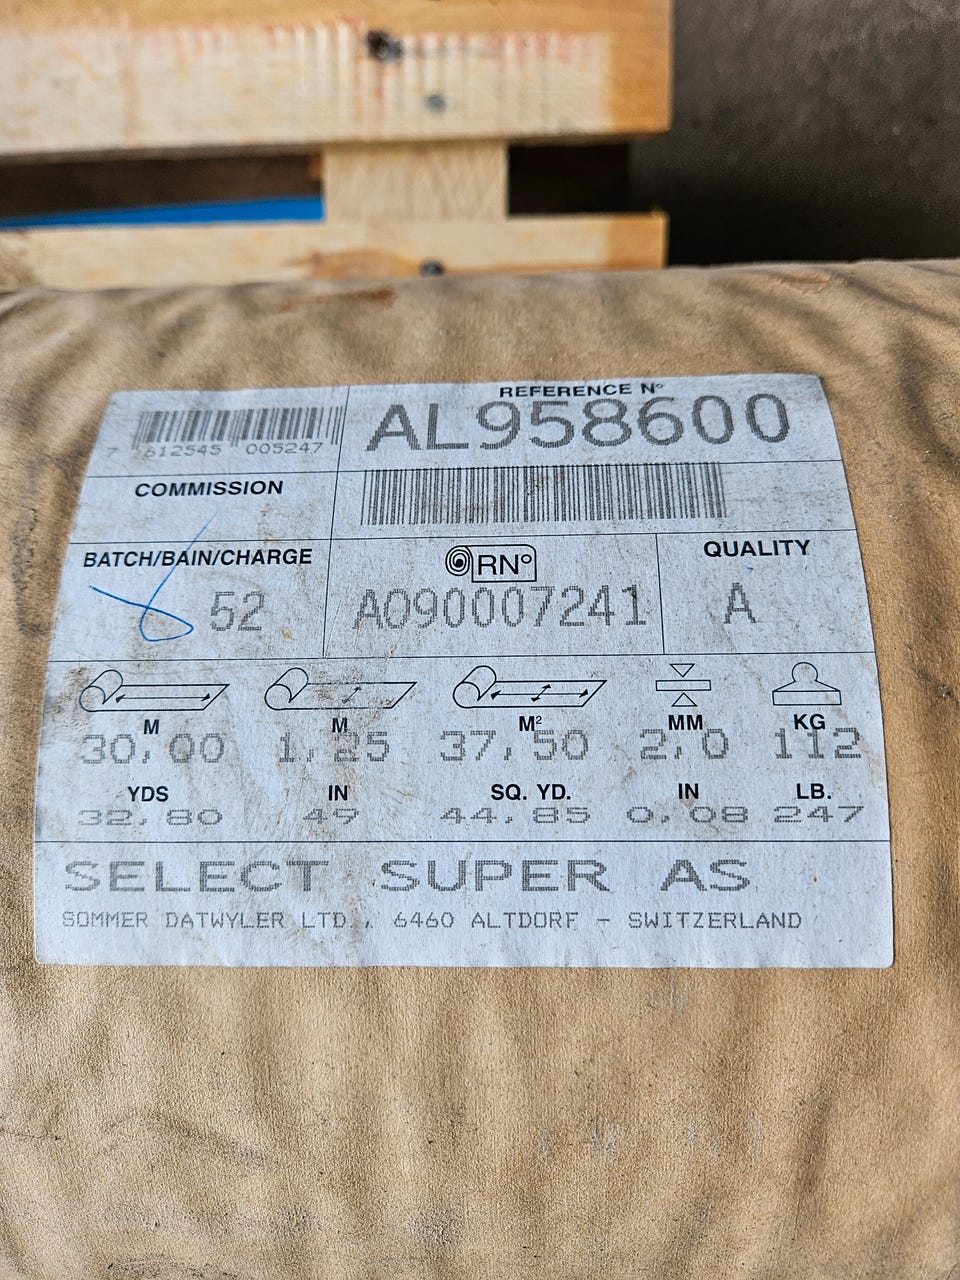 REFERENCE Nº
AL958600
7 612545 005247
COMMISSION
BATCH/BAIN/CHARGE
52
RNº
A090007241
QUALITY
A
M M M² MM KG
30,00 1,25 37,50 2,0 112
YDS IN SQ. YD. IN LB.
32,80 49 44,85 0,08 247
SELECT SUPER AS
SOMMER DATWYLER LTD., 6460 ALTDORF - SWITZERLAND